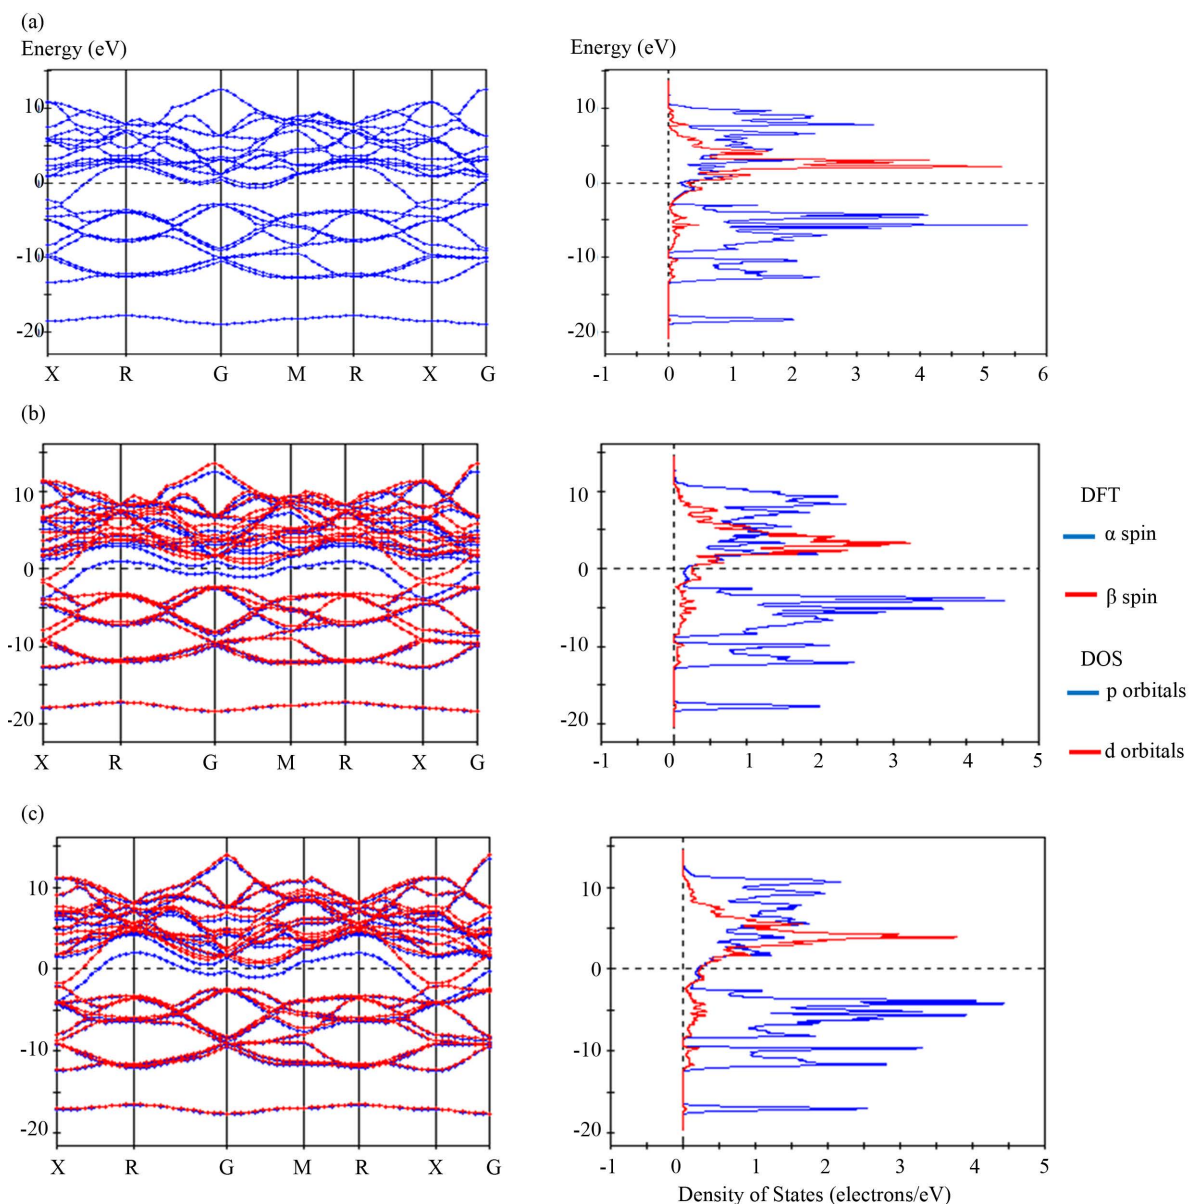 (a)
Energy (eV) Energy (eV)
10 10
0 0
-10 -10
-20 -20
X R G M R X G -1 0 1 2 3 4 5 6
(b)
10 10
0 0
-10 -10
-20 -20
X R G M R X G -1 0 1 2 3 4 5
DFT
α spin
β spin
DOS
p orbitals
d orbitals
(c)
10 10
0 0
-10 -10
-20 -20
X R G M R X G -1 0 1 2 3 4 5
Density of States (electrons/eV)